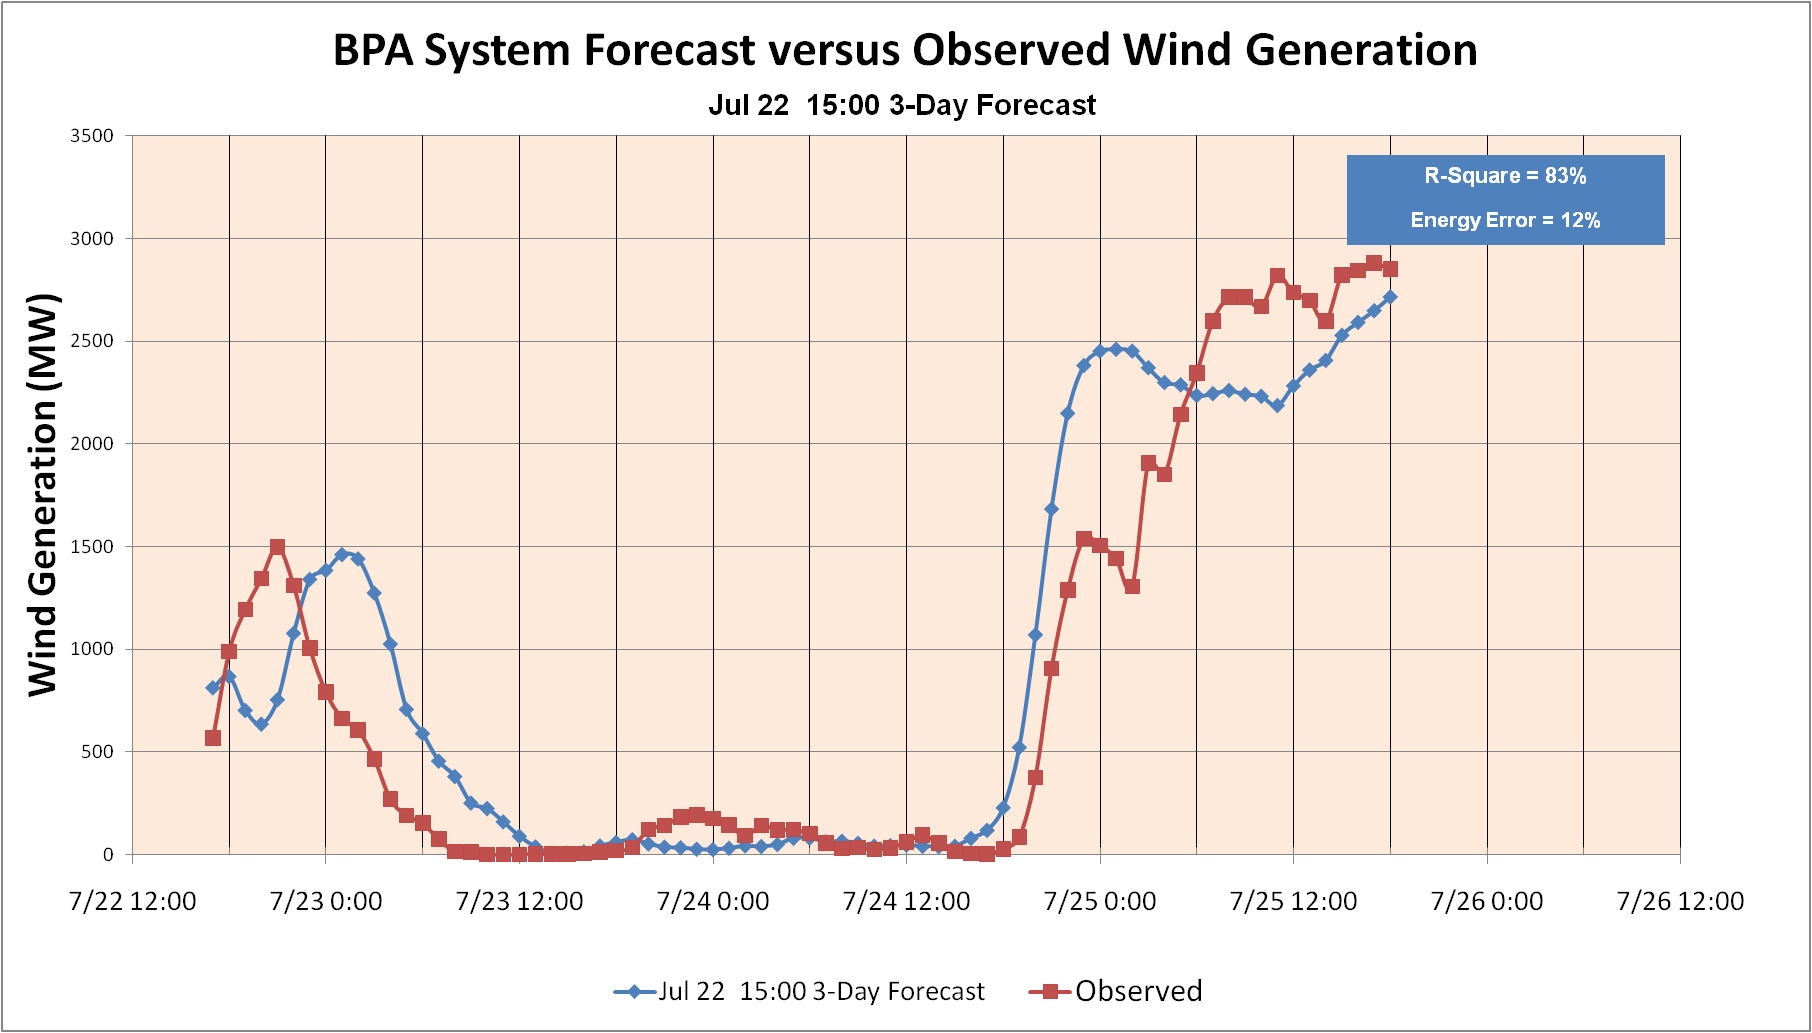 BPA System Forecast versus Observed Wind Generation
Jul 22  15:00 3-Day Forecast
R-Square = 83%
Energy Error = 12%
Wind Generation (MW)
3500
3000
2500
2000
1500
1000
500
0
7/22 12:00 7/23 0:00 7/23 12:00 7/24 0:00 7/24 12:00 7/25 0:00 7/25 12:00 7/26 0:00 7/26 12:00
Jul 22  15:00 3-Day Forecast Observed